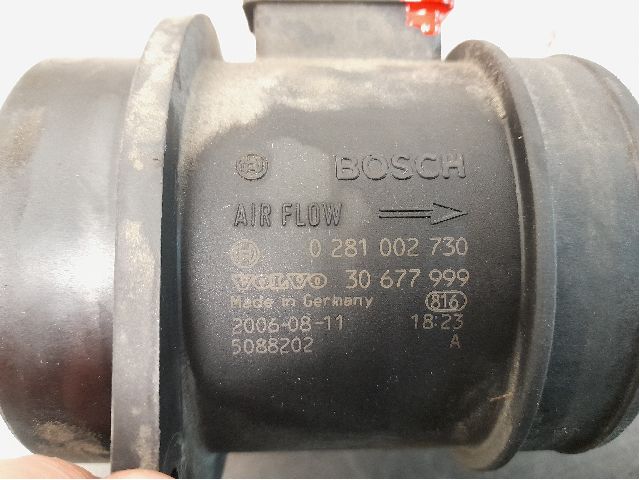 BOSCH
AIR FLOW
0 281 002 730
VOLVO 30 677 999
Made in Germany 816
2006-08-11 18:23
5088202 A